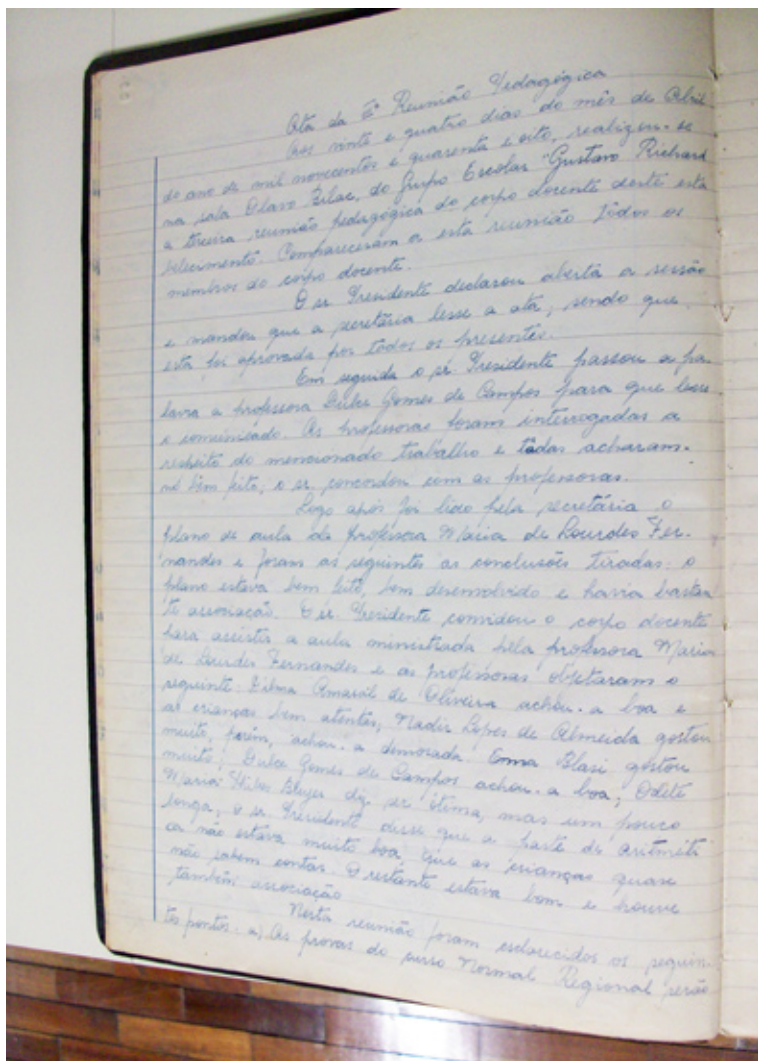 Ata da 3ª Reunião Pedagógica
Aos vinte e quatro dias do mês de Abril
do ano de mil novecentos e quarenta e oito, realizou-se
na sala Olavo Bilac, do Grupo Escolar "Gustavo Richard
a terceira reunião pedagógica do corpo docente deste esta
belecimento. Compareceram a esta reunião todos os
membros do corpo docente.
O sr. Presidente declarou aberta a sessão
e mandou que a secretária lesse a ata, sendo que
esta foi aprovada por todos os presentes.
Em seguida o sr. Presidente passou a pa-
lavra a professora Dulce Gomes de Campos para que lesse
o comunicado. As professoras foram interrogadas a
respeito do mencionado trabalho e todas acharam-
no bem feito, o sr. concordou com as professoras.
Logo após foi lido pela secretária o
plano de aula da professora Maria de Lourdes Fer-
nandes e foram as seguintes as conclusões tiradas: o
plano estava bem feito, bem desenvolvido e havia bastan
te associação. O sr. Presidente convidou o corpo docente
para assistir a aula ministrada pela professora Maria
de Lourdes Fernandes e as professoras objetaram o
seguinte: Amaral de Oliveira achou-a boa e
as crianças bem atentas, Nadir Lopes de Almeida gostou
muito, porém, achou-a demorada. Enma Blasi gostou
muito; Dulce Gomes de Campos achou-a boa; Odete
Maria diz ser ótima, mas um pouco
longa, o sr. Presidente disse que a parte de aritméti
ca não estava muito boa, que as crianças quase
não sabem contar. O restante estava bom e houve
também associação
Nesta reunião foram esclarecidos os seguin-
tes pontos: a) As provas do curso Normal Regional serão